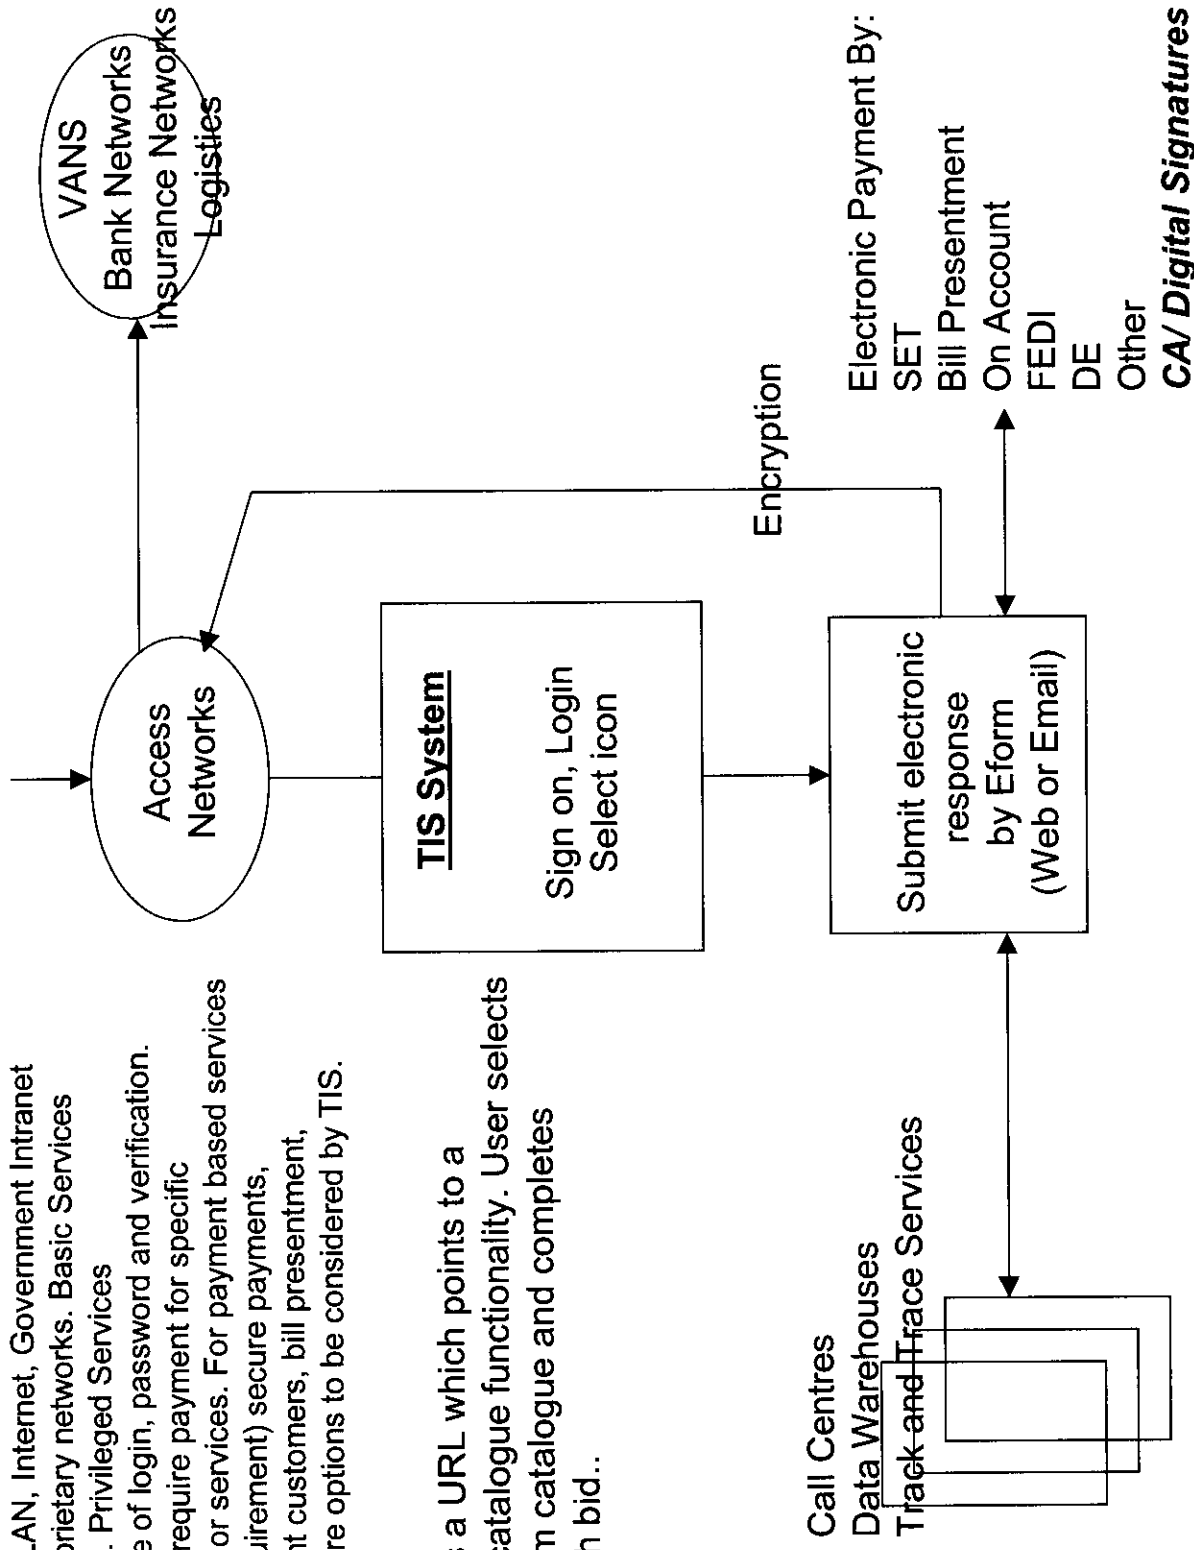 LAN, Internet, Government Intranet
orietary networks. Basic Services
. Privileged Services
e of login, password and verification.
require payment for specific
or services. For payment based services
uirement) secure payments,
nt customers, bill presentment,
re options to be considered by TIS.
s a URL which points to a
catalogue functionality. User selects
m catalogue and completes
n bid..
Access
Networks
VANS
Bank Networks
Insurance Networks
Logistics
TIS System
Sign on, Login
Select icon
Encryption
Call Centres
Data Warehouses
Track and Trace Services
Submit electronic
response
by Eform
(Web or Email)
Electronic Payment By:
SET
Bill Presentment
On Account
FEDI
DE
Other
CA/ Digital Signatures